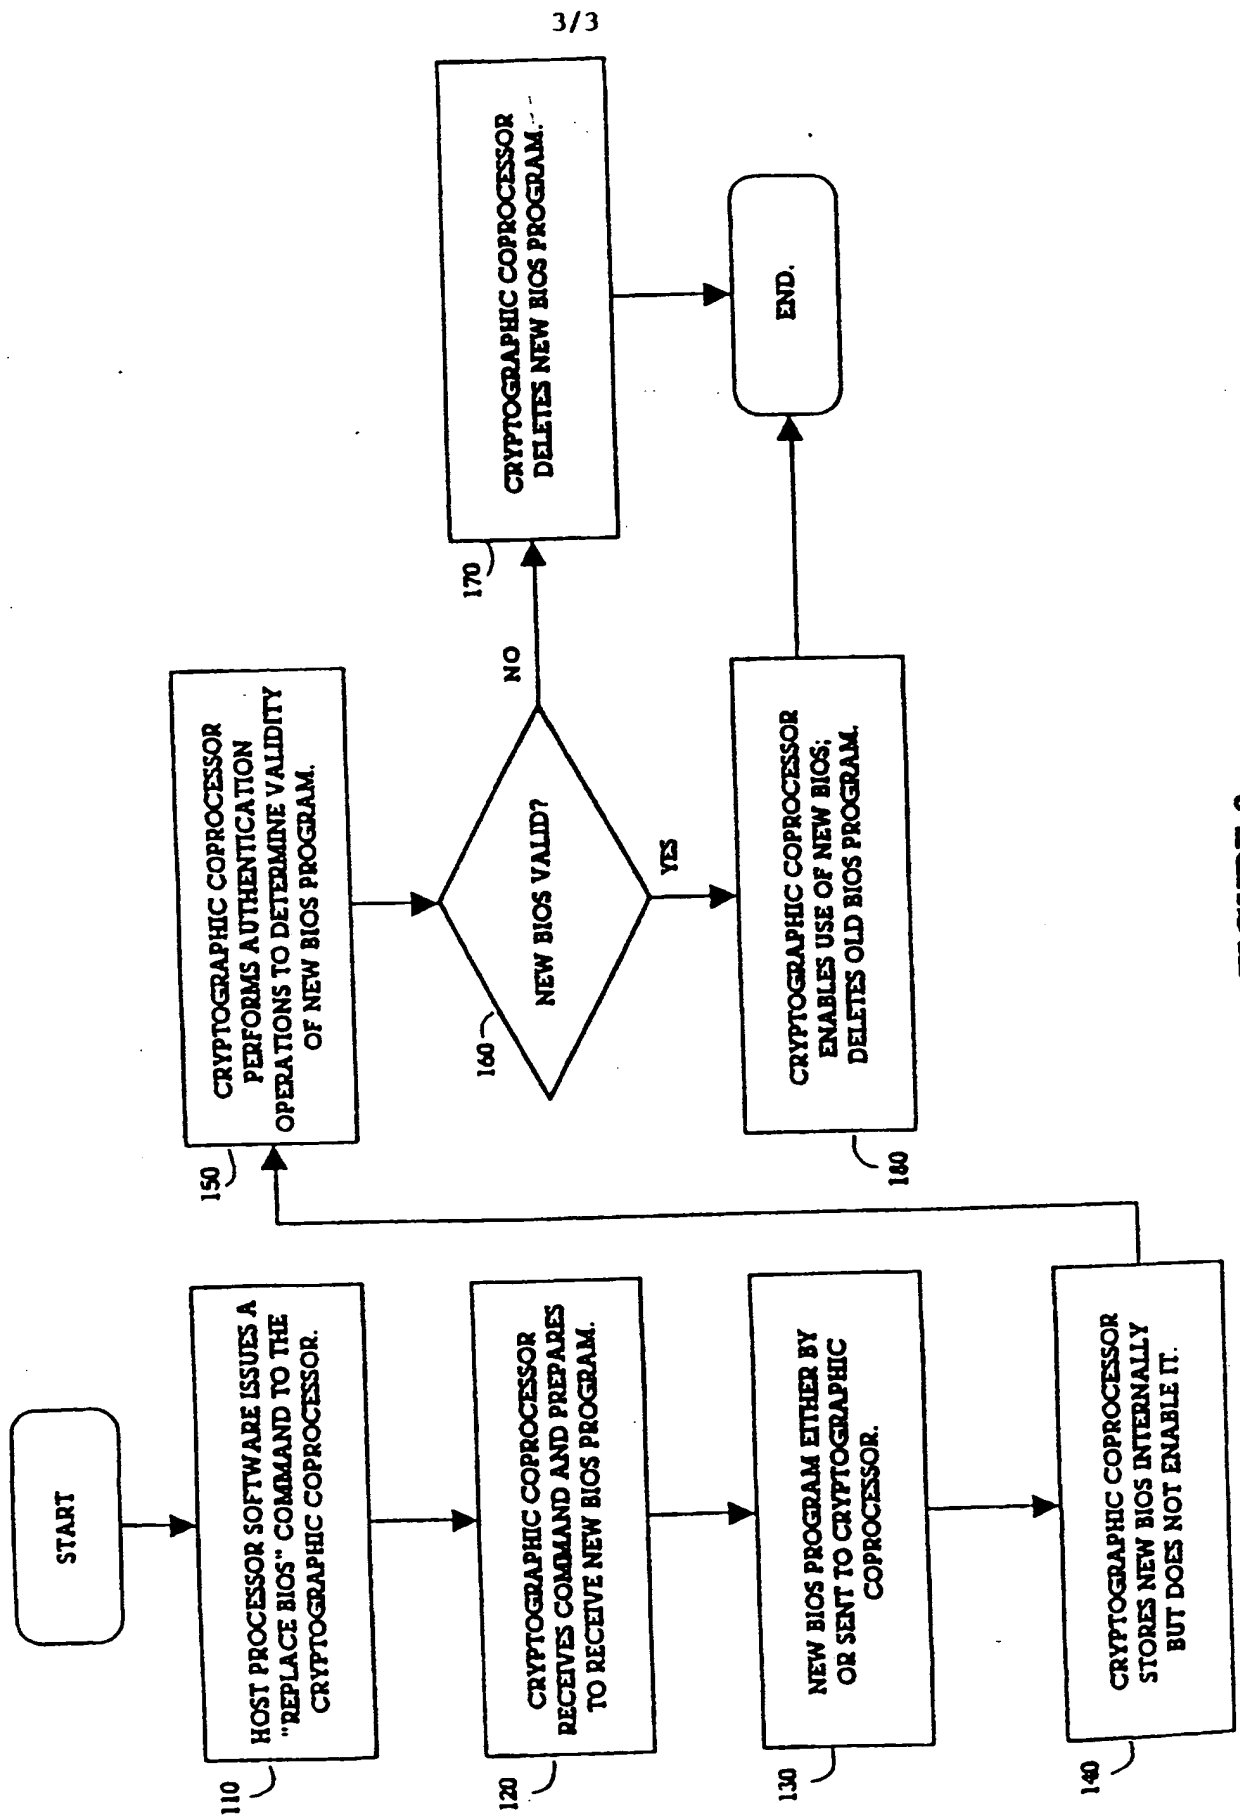 3/3
START
HOST PROCESSOR SOFTWARE ISSUES A
"REPLACE BIOS" COMMAND TO THE
CRYPTOGRAPHIC COPROCESSOR.
110
CRYPTOGRAPHIC COPROCESSOR
RECEIVES COMMAND AND PREPARES
TO RECEIVE NEW BIOS PROGRAM.
120
NEW BIOS PROGRAM EITHER BY
OR SENT TO CRYPTOGRAPHIC
COPROCESSOR.
130
CRYPTOGRAPHIC COPROCESSOR
STORES NEW BIOS INTERNALLY
BUT DOES NOT ENABLE IT.
140
CRYPTOGRAPHIC COPROCESSOR
PERFORMS AUTHENTICATION
OPERATIONS TO DETERMINE VALIDITY
OF NEW BIOS PROGRAM.
150
NEW BIOS VALID?
160
NO
YES
CRYPTOGRAPHIC COPROCESSOR
DELETES NEW BIOS PROGRAM.
170
CRYPTOGRAPHIC COPROCESSOR
ENABLES USE OF NEW BIOS;
DELETES OLD BIOS PROGRAM.
180
END.